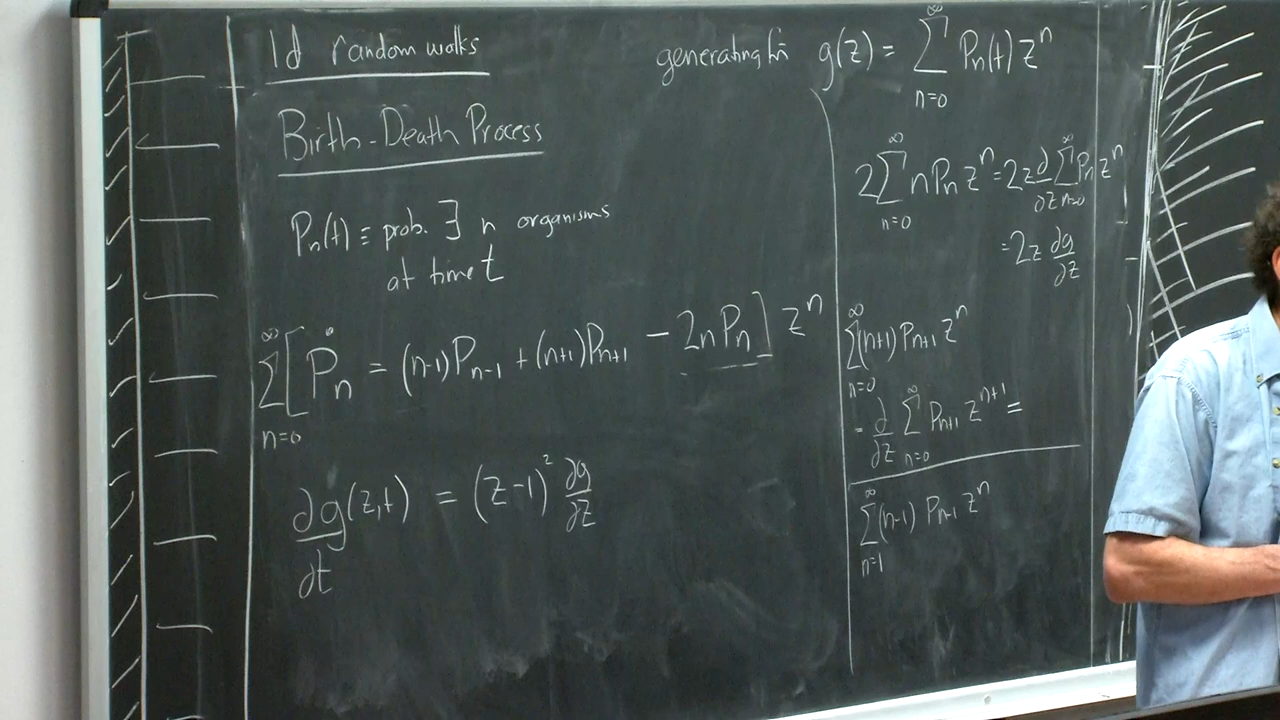 1d random walks
Birth-Death Process
Pn(t) ≡ prob. ∃ n organisms
at time t
∞∑n=0 [Ṗn = (n-1)Pn-1 + (n+1)Pn+1 - 2nPn] zⁿ
∂g(z,t)/∂t = (z-1)² ∂g/∂z
generating fn g(z) = ∞∑n=0 Pn(t) zⁿ
2 ∞∑n=0 nPn zⁿ = 2z ∂/∂z ∞∑n=0 Pn zⁿ
= 2z ∂g/∂z
∞∑n=0 (n+1) Pn+1 zⁿ
- ∂/∂z ∞∑n=0 Pn+1 zⁿ⁺¹ =
∞∑n=1 (n-1) Pn-1 zⁿ